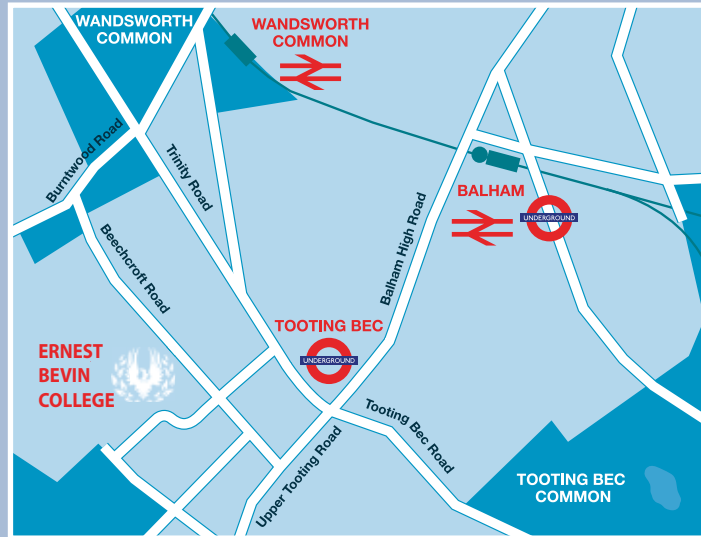 WANDSWORTH
COMMON
WANDSWORTH
COMMON
Burntwood Road
Trinity Road
BALHAM
UNDERGROUND
Balham High Road
Beechcroft Road
TOOTING BEC
UNDERGROUND
ERNEST
BEVIN
COLLEGE
Tooting Bec Road
Upper Tooting Road
TOOTING BEC
COMMON